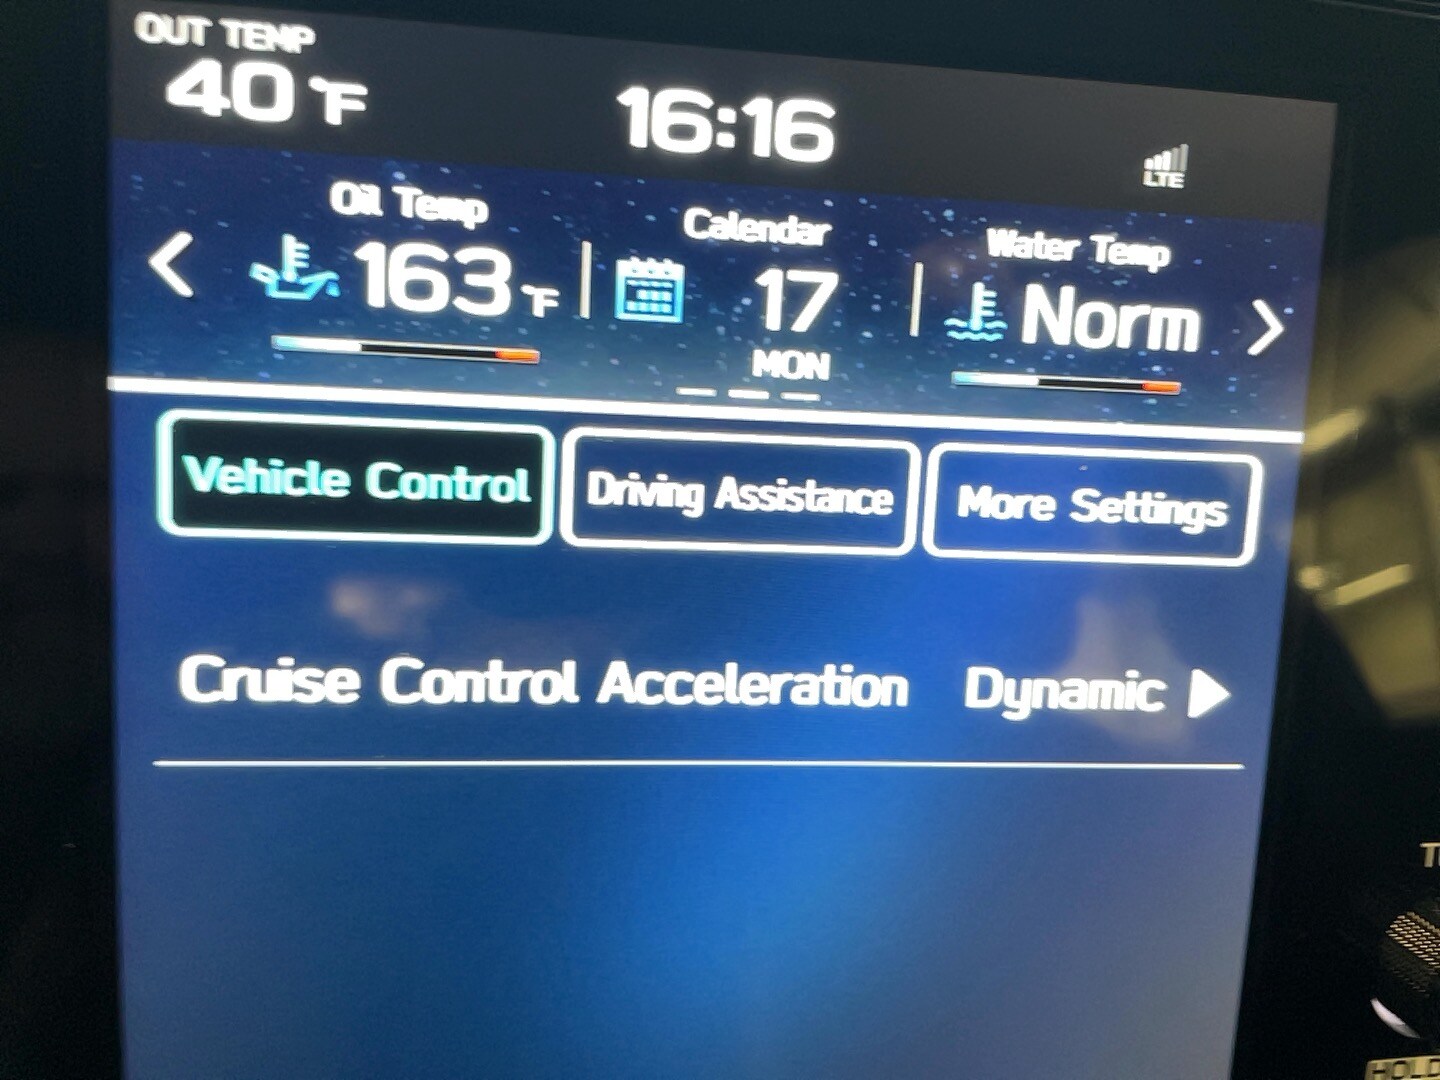 OUT TEMP
40 °F
16:16
LTE
Oil Temp
163 °F
Calendar
17
MON
Water Temp
Norm
Vehicle Control
Driving Assistance
More Settings
Cruise Control Acceleration Dynamic
HOLD